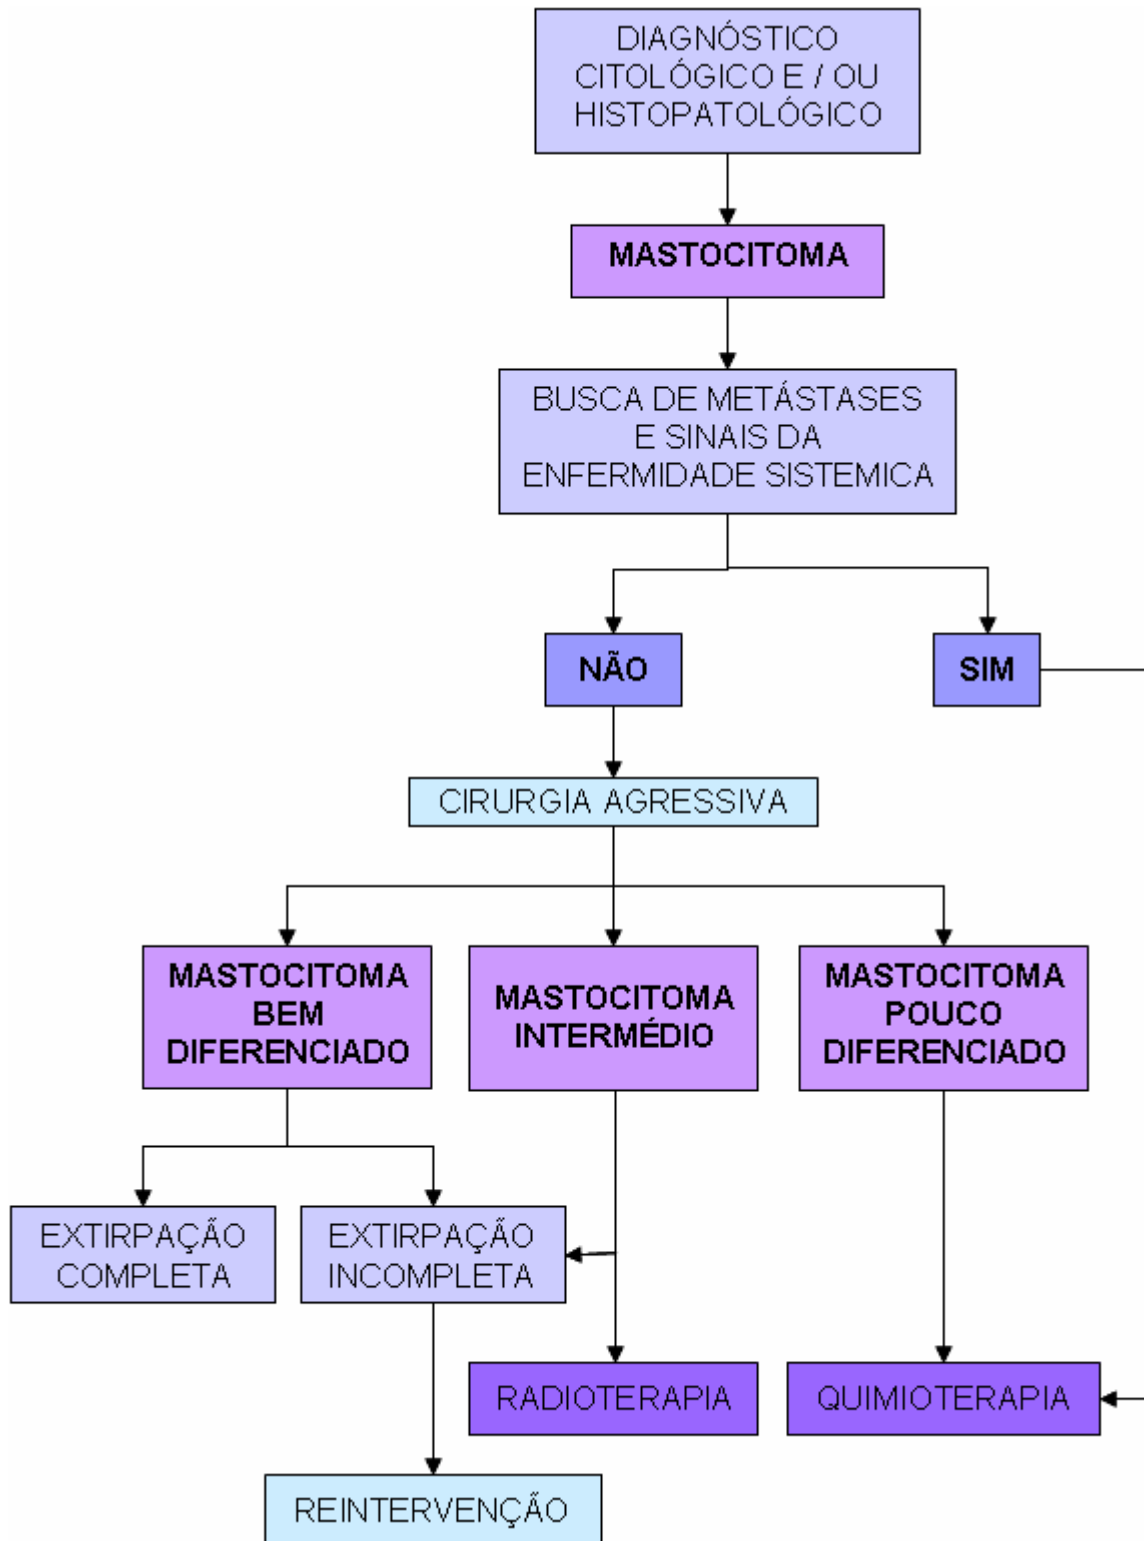 DIAGNÓSTICO
CITOLÓGICO E / OU
HISTOPATOLÓGICO
MASTOCITOMA
BUSCA DE METÁSTASES
E SINAIS DA
ENFERMIDADE SISTEMICA
NÃO
SIM
CIRURGIA AGRESSIVA
MASTOCITOMA
BEM
DIFERENCIADO
MASTOCITOMA
INTERMÉDIO
MASTOCITOMA
POUCO
DIFERENCIADO
EXTIRPAÇÃO
COMPLETA
EXTIRPAÇÃO
INCOMPLETA
RADIOTERAPIA
QUIMIOTERAPIA
REINTERVENÇÃO